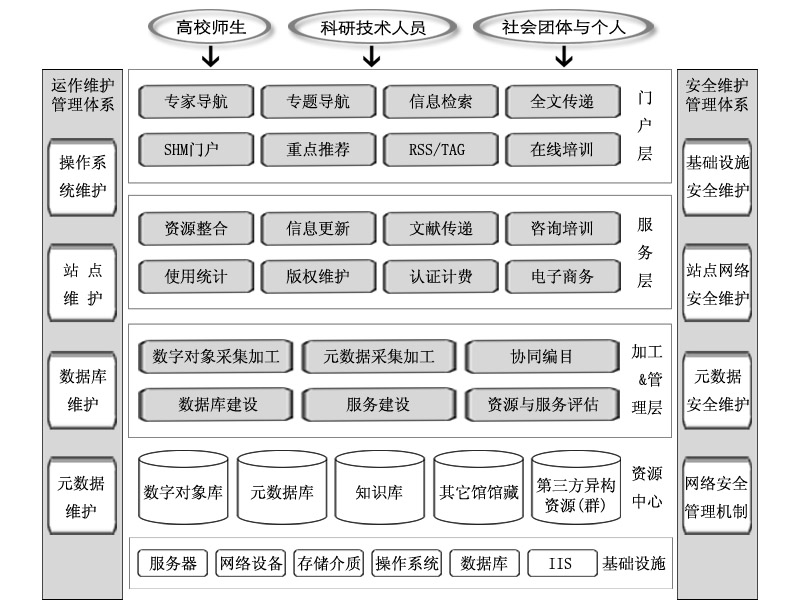 高校师生
科研技术人员
社会团体与个人
运作维护
管理体系
操作系
统维护
站 点
维 护
数据库
维护
元数据
维护
专家导航
专题导航
信息检索
全文传递
SHM门户
重点推荐
RSS/TAG
在线培训
门
户
层
资源整合
信息更新
文献传递
咨询培训
使用统计
版权维护
认证计费
电子商务
服
务
层
数字对象采集加工
元数据采集加工
协同编目
数据库建设
服务建设
资源与服务评估
加工
&管
理层
数字对象库
元数据库
知识库
其它馆馆藏
第三方异构
资源(群)
资源
中心
服务器
网络设备
存储介质
操作系统
数据库
IIS
基础设施
安全维护
管理体系
基础设施
安全维护
站点网络
安全维护
元数据
安全维护
网络安全
管理机制